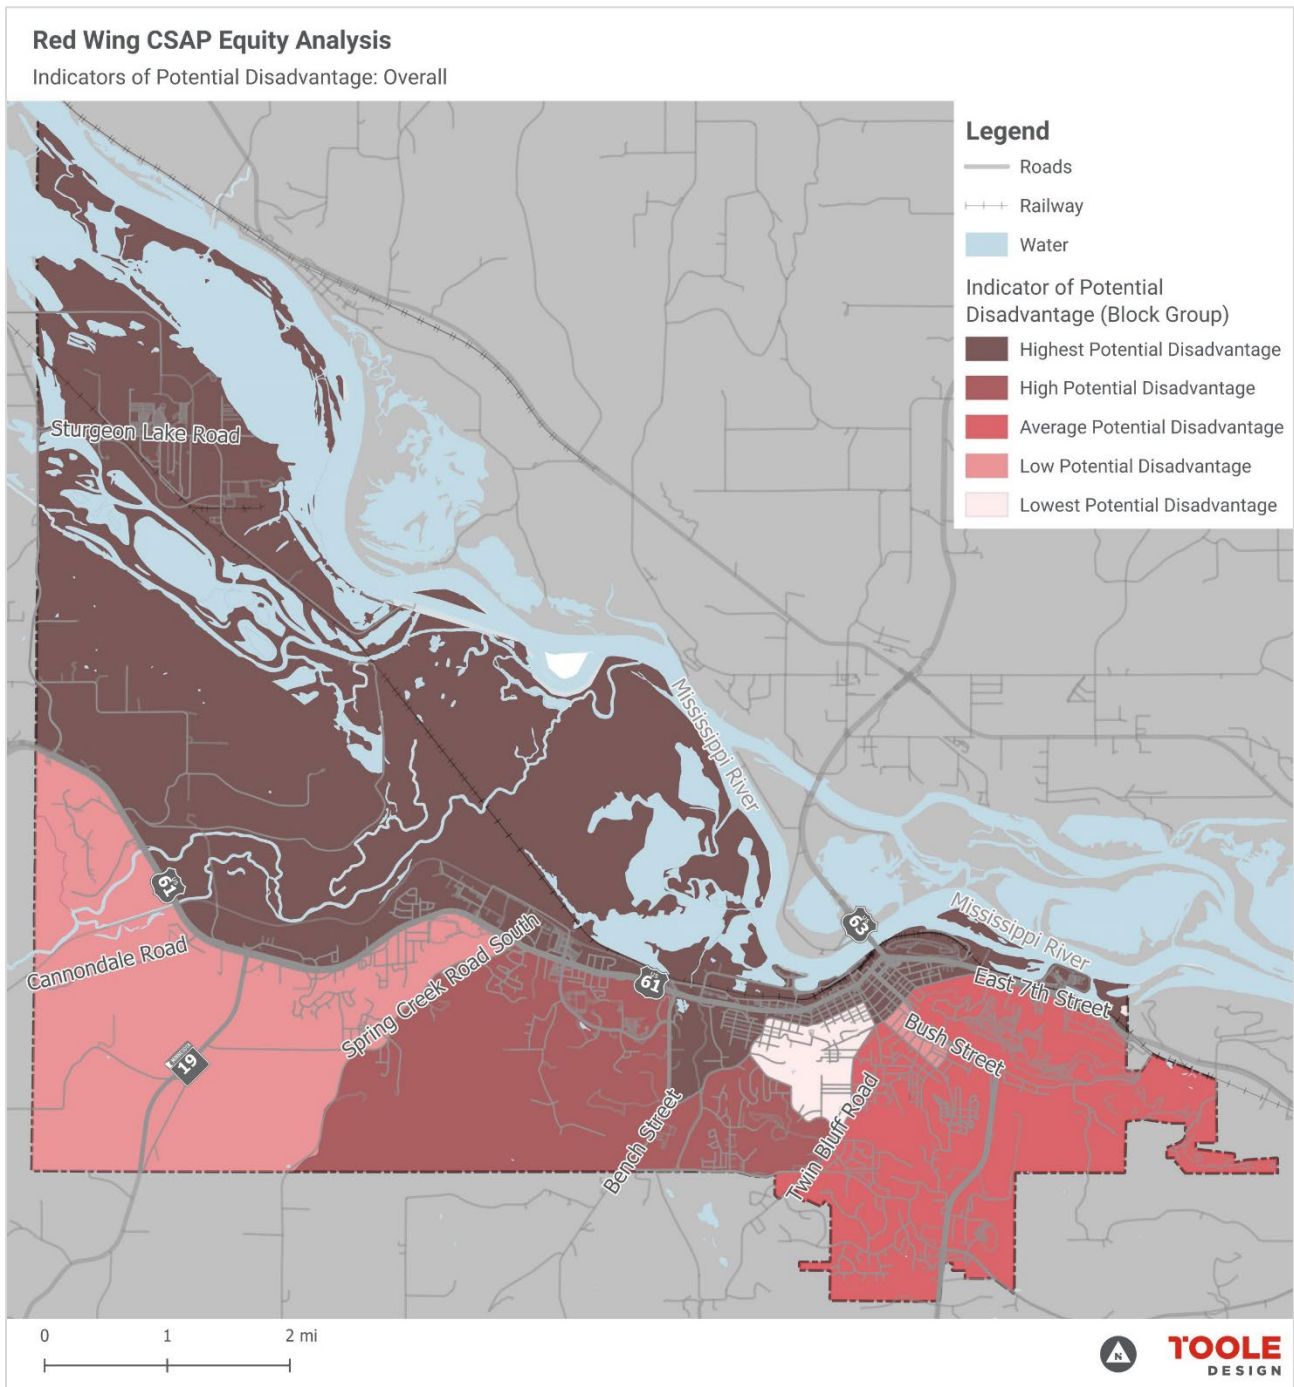 Red Wing CSAP Equity Analysis
Indicators of Potential Disadvantage: Overall
Legend
Roads
Railway
Water
Indicator of Potential
Disadvantage (Block Group)
Highest Potential Disadvantage
High Potential Disadvantage
Average Potential Disadvantage
Low Potential Disadvantage
Lowest Potential Disadvantage
Sturgeon Lake Road
Mississippi River
61
63
Mississippi River
Cannondale Road
Spring Creek Road South
61
East 7th Street
Bush Street
19
Bench Street
Twin Bluff Road
0 1 2 mi
N
TOOLE
DESIGN